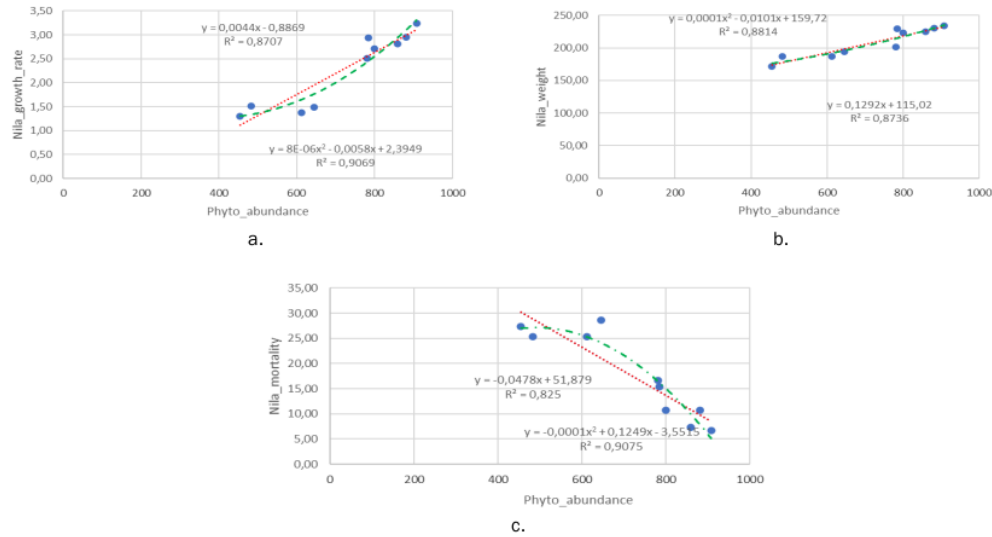 3,50
y = 0,0044x - 0,8869
R² = 0,8707
3,00
2,50
2,00
1,50
1,00
0,50
0,00
y = 8E-06x² - 0,0058x + 2,3949
R² = 0,9069
Nila_growth_rate
0 200 400 600 800 1000
Phyto_abundance
a.
250,00
y = 0,0001x² - 0,0101x + 159,72
R² = 0,8814
200,00
150,00
100,00
50,00
0,00
y = 0,1292x + 115,02
R² = 0,8736
Nila_weight
0 200 400 600 800 1000
Phyto_abundance
b.
35,00
30,00
25,00
20,00
15,00
10,00
5,00
0,00
y = -0,0478x + 51,879
R² = 0,825
y = -0,0001x² + 0,1249x - 3,5515
R² = 0,9075
Nila_mortality
0 200 400 600 800 1000
Phyto_abundance
c.